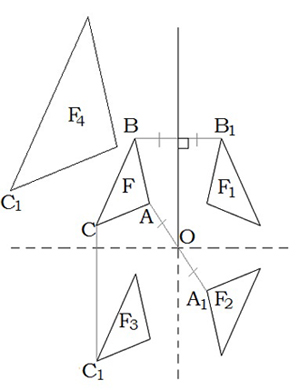 F₄
B B₁
C₁ F F₁
A
C O
A₁ F₂
F₃
C₁